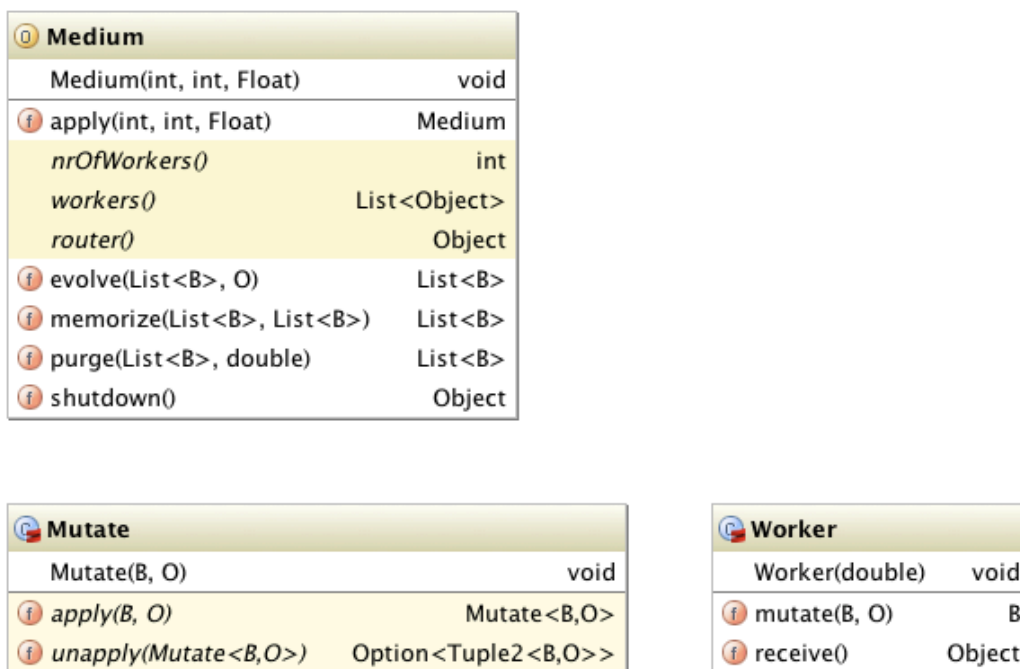 Medium
Medium(int, int, Float) void
apply(int, int, Float) Medium
nrOfWorkers() int
workers() List<Object>
router() Object
evolve(List<B>, O) List<B>
memorize(List<B>, List<B>) List<B>
purge(List<B>, double) List<B>
shutdown() Object
Mutate
Mutate(B, O) void
apply(B, O) Mutate<B,O>
unapply(Mutate<B,O>) Option<Tuple2<B,O>>
Worker
Worker(double) void
mutate(B, O) B
receive() Object